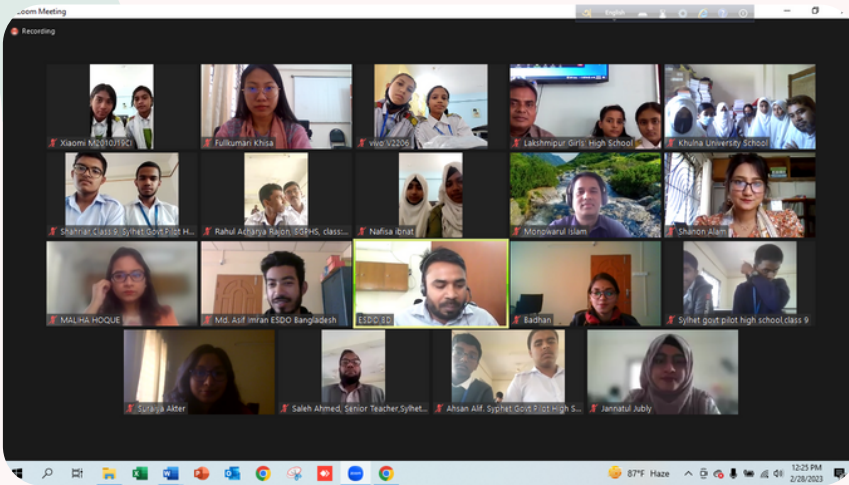 Zoom Meeting
English
Recording
Xiaomi M2010J19CI
Fulkumari Khisa
vivo V2206
Lakshmipur Girls' High School
Khulna University School
Shahriar,Class:9, Sylhet Govt Pilot H...
Rahul Acharja Rajon, SGPHS, class:...
Nafisa ibnat
Monowarul Islam
Shanon Alam
MALIHA HOQUE
Md. Asif Imran ESDO Bangladesh
ESDO BD
Badhan
Sylhet govt pilot high school,class 9
Suraiya Akter
Saleh Ahmed, Senior Teacher,Sylhet...
Ahsan Alif. Syphet Govt Pilot High S...
Jannatul Jubly
87°F Haze
12:25 PM
2/28/2023